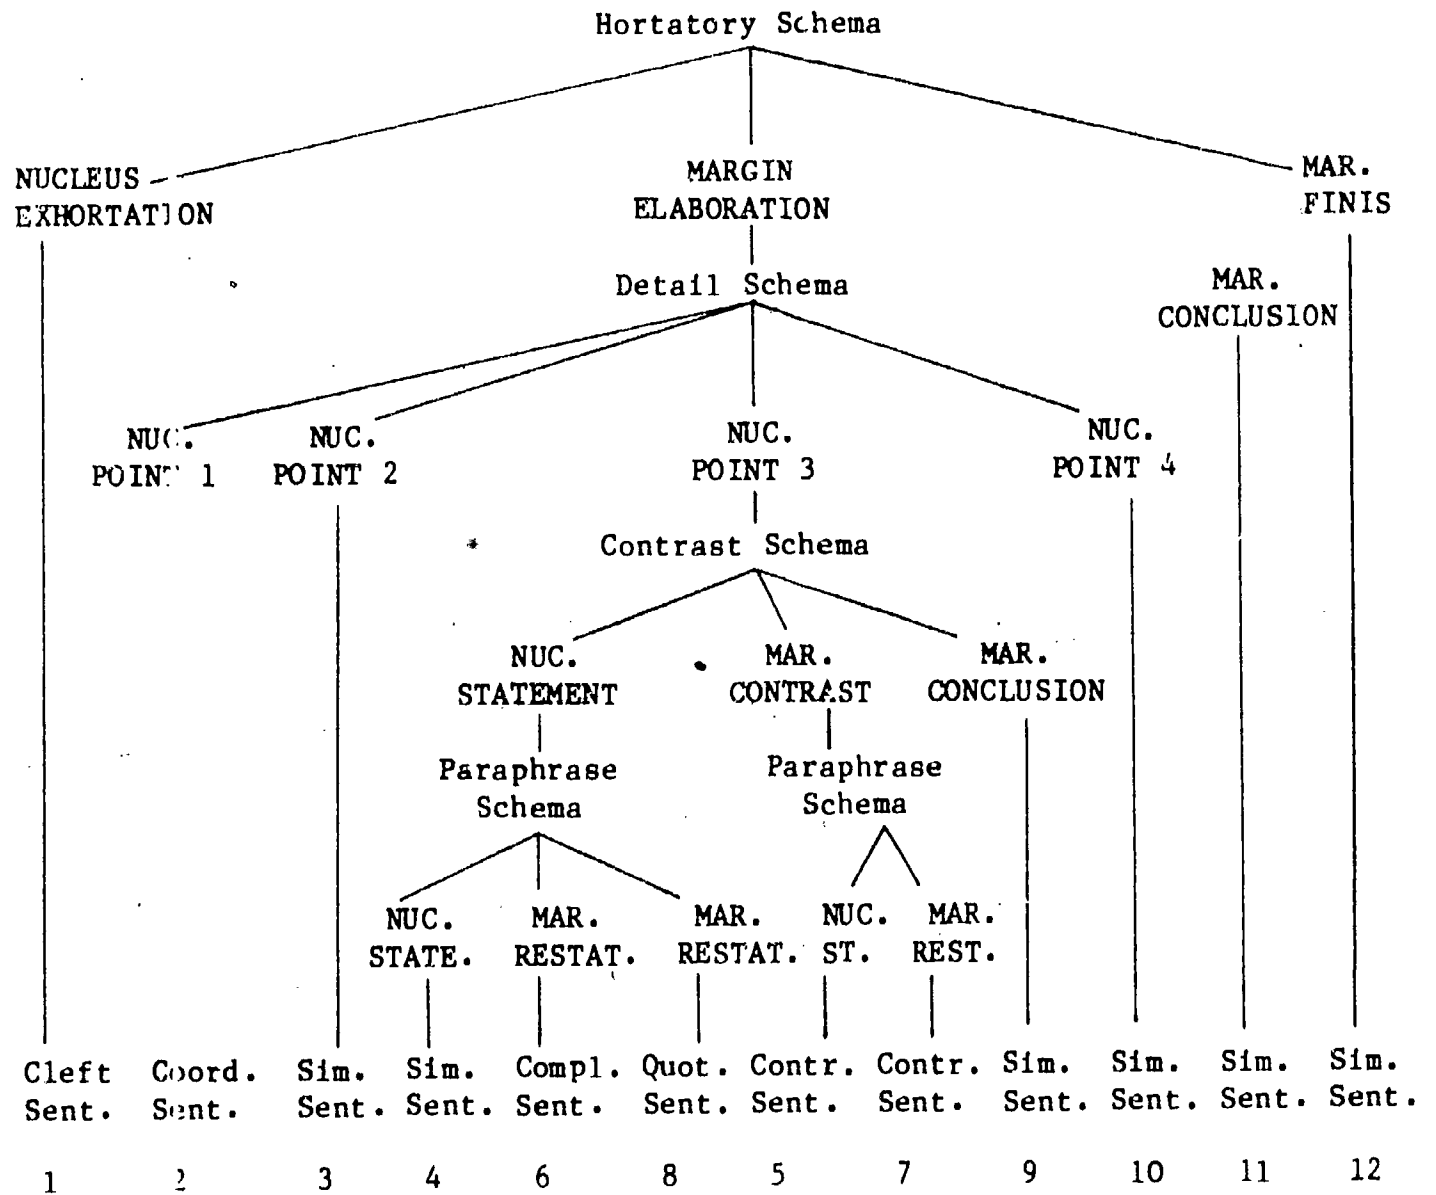 Hortatory Schema
NUCLEUS
EXHORTATION
MARGIN
ELABORATION
MAR.
FINIS
Detail Schema
MAR.
CONCLUSION
NUC.
POINT 1
NUC.
POINT 2
NUC.
POINT 3
NUC.
POINT 4
Contrast Schema
NUC.
STATEMENT
MAR.
CONTRAST
MAR.
CONCLUSION
Paraphrase
Schema
Paraphrase
Schema
NUC.
STATE.
MAR.
RESTAT.
MAR.
RESTAT.
NUC.
ST.
MAR.
REST.
Cleft
Sent.
Coord.
Sent.
Sim.
Sent.
Sim.
Sent.
Compl.
Sent.
Quot.
Sent.
Contr.
Sent.
Contr.
Sent.
Sim.
Sent.
Sim.
Sent.
Sim.
Sent.
Sim.
Sent.
1 2 3 4 6 8 5 7 9 10 11 12